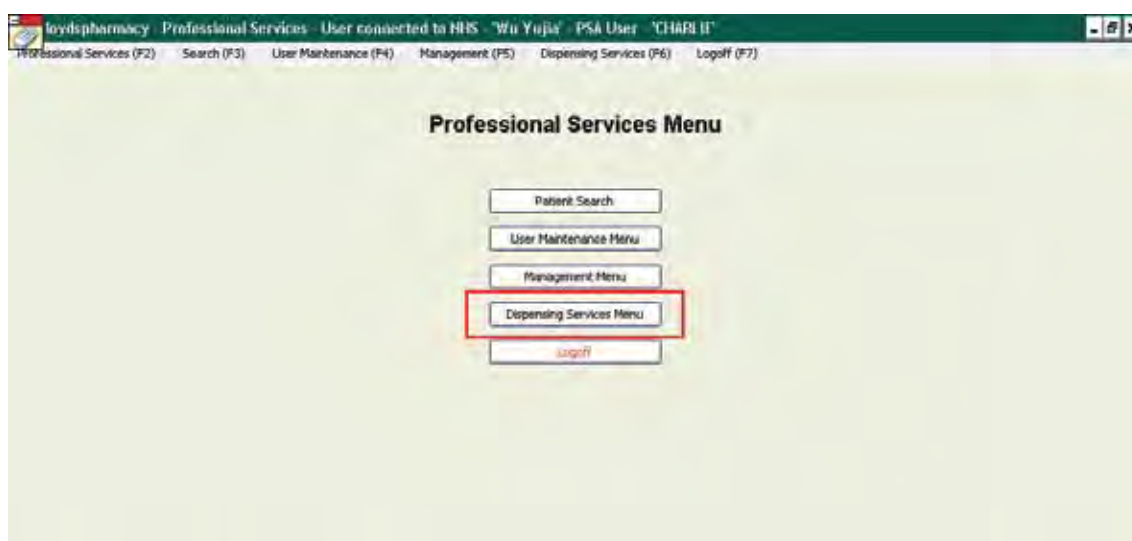 loydspharmacy Professional Services User connected to NHS "Wu Yujia" PSA User "CHARLIE"
Professional Services (F2) Search (F3) User Maintenance (F4) Management (F5) Dispensing Services (F6) Logoff (F7)
Professional Services Menu
Patient Search
User Maintenance Menu
Management Menu
Dispensing Services Menu
Logoff